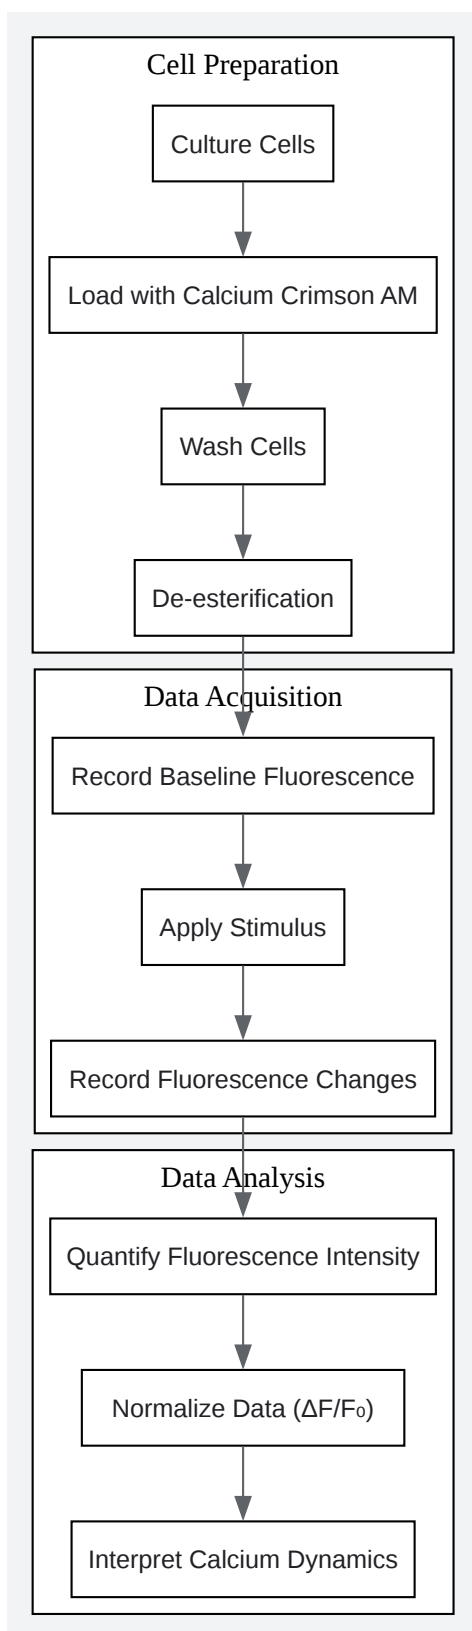 Cell Preparation
Culture Cells
Load with Calcium Crimson AM
Wash Cells
De-esterification
Data Acquisition
Record Baseline Fluorescence
Apply Stimulus
Record Fluorescence Changes
Data Analysis
Quantify Fluorescence Intensity
Normalize Data (ΔF/F₀)
Interpret Calcium Dynamics